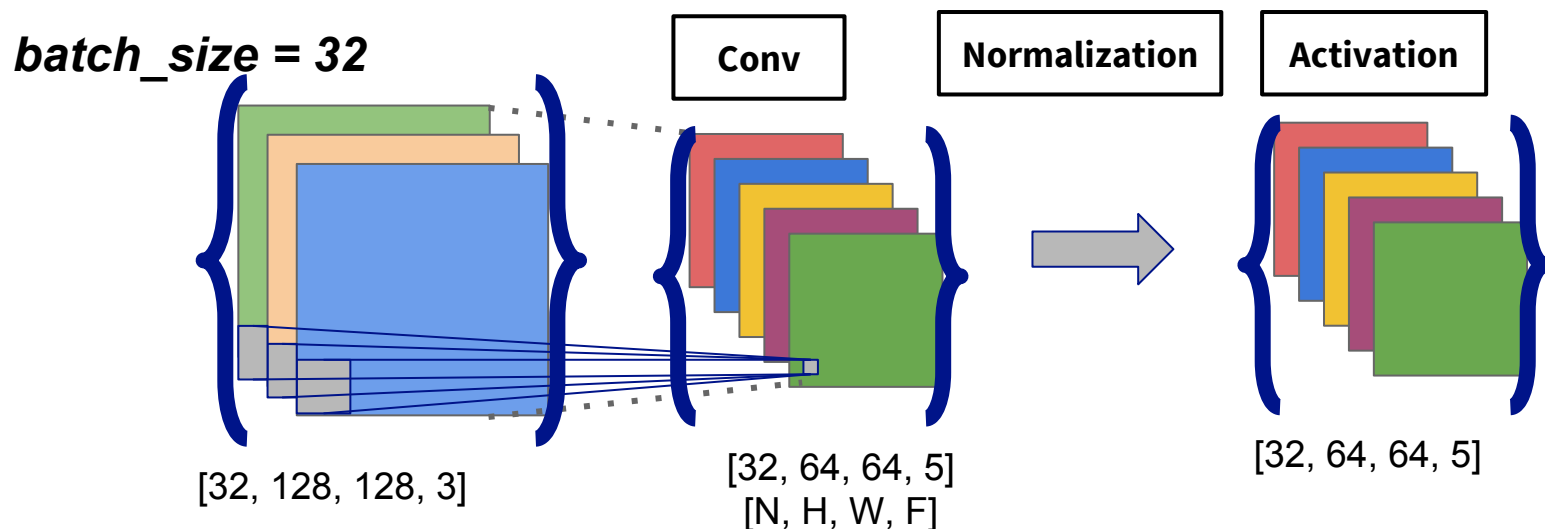 batch_size = 32
Conv
Normalization
Activation
[32, 128, 128, 3]
[32, 64, 64, 5]
[N, H, W, F]
[32, 64, 64, 5]